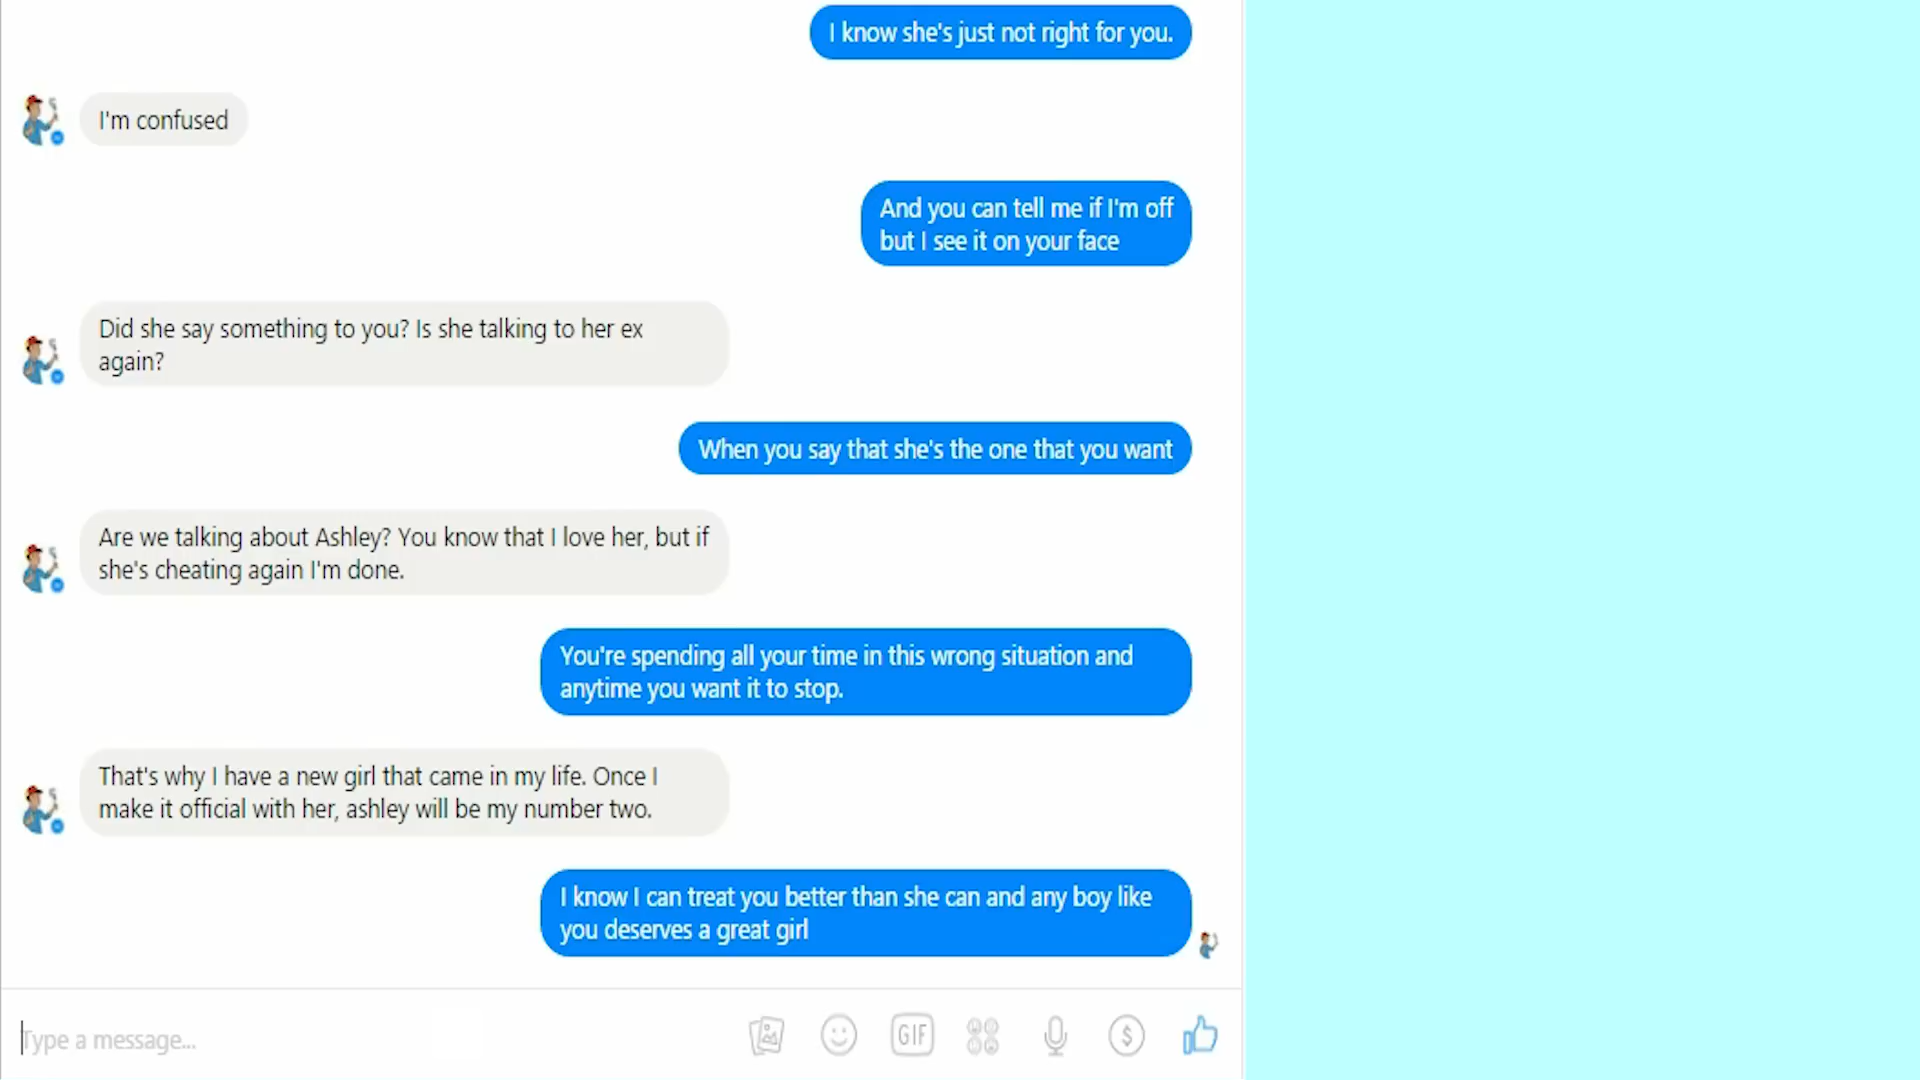 I know she's just not right for you.
I'm confused
And you can tell me if I'm off
but I see it on your face
Did she say something to you? Is she talking to her ex
again?
When you say that she's the one that you want
Are we talking about Ashley? You know that I love her, but if
she's cheating again I'm done.
You're spending all your time in this wrong situation and
anytime you want it to stop.
That's why I have a new girl that came in my life. Once I
make it official with her, ashley will be my number two.
I know I can treat you better than she can and any boy like
you deserves a great girl
Type a message...
GIF
$